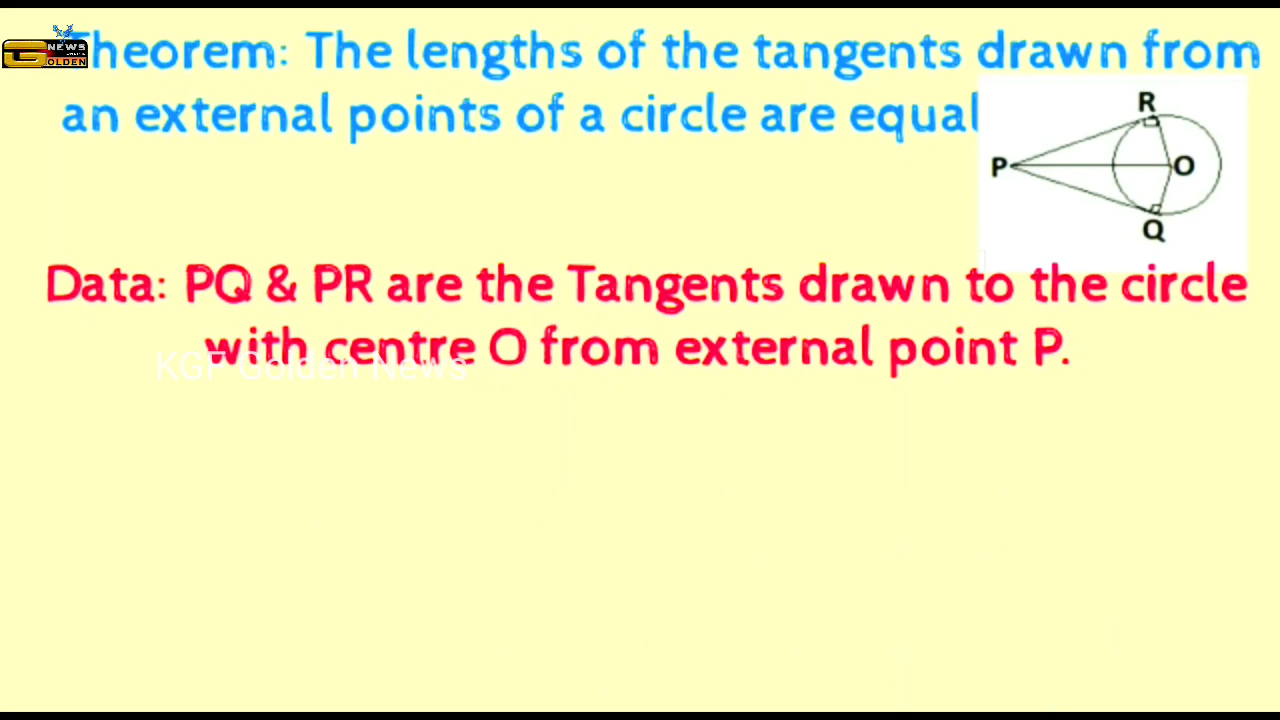 Theorem: The lengths of the tangents drawn from
an external points of a circle are equal
NEWS
GOLDEN
R
P
O
Q
Data: PQ & PR are the Tangents drawn to the circle
with centre O from external point P.
KGF Golden News